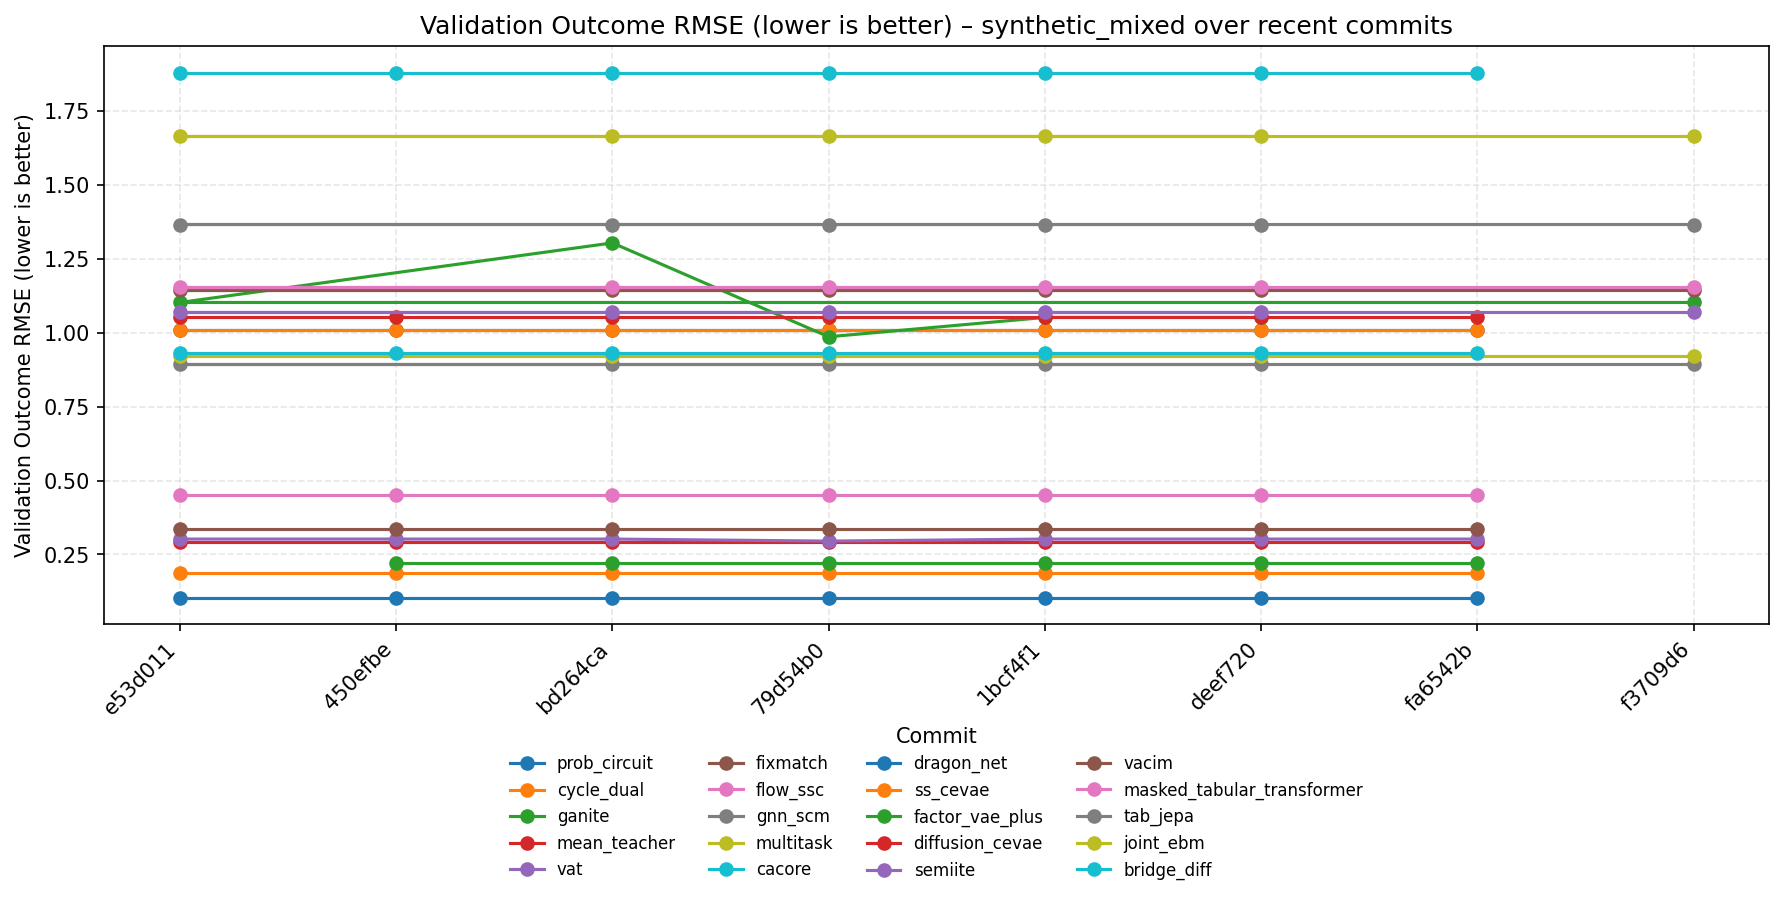 Validation Outcome RMSE (lower is better) – synthetic_mixed over recent commits
Validation Outcome RMSE (lower is better)
1.75
1.50
1.25
1.00
0.75
0.50
0.25
e53d011
450efbe
bd264ca
79d54b0
1bcf4f1
deef720
fa6542b
f3709d6
Commit
prob_circuit
cycle_dual
ganite
mean_teacher
vat
fixmatch
flow_ssc
gnn_scm
multitask
cacore
dragon_net
ss_cevae
factor_vae_plus
diffusion_cevae
semiite
vacim
masked_tabular_transformer
tab_jepa
joint_ebm
bridge_diff